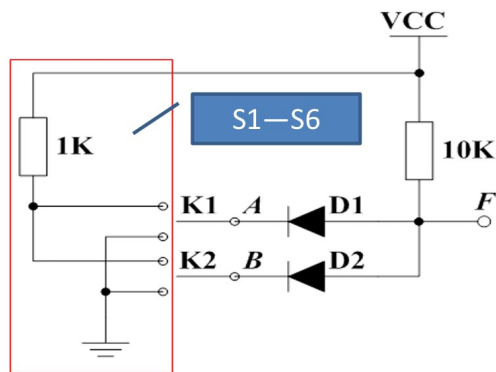 VCC
S1—S6
1K
10K
F
K1 A D1
K2 B D2